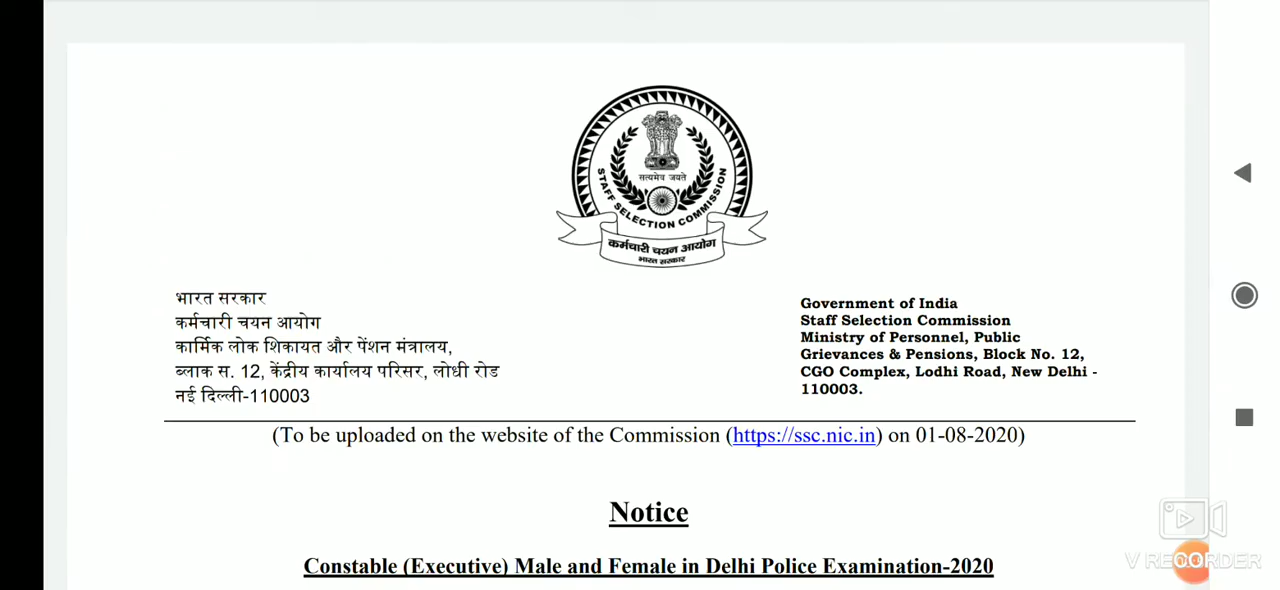 सत्यमेव जयते
STAFF SELECTION COMMISSION
कर्मचारी चयन आयोग
भारत सरकार
भारत सरकार
कर्मचारी चयन आयोग
कार्मिक लोक शिकायत और पेंशन मंत्रालय,
ब्लाक स. 12, केंद्रीय कार्यालय परिसर, लोधी रोड
नई दिल्ली-110003
Government of India
Staff Selection Commission
Ministry of Personnel, Public
Grievances & Pensions, Block No. 12,
CGO Complex, Lodhi Road, New Delhi -
110003.
(To be uploaded on the website of the Commission (https://ssc.nic.in) on 01-08-2020)
Notice
Constable (Executive) Male and Female in Delhi Police Examination-2020
V RECORDER